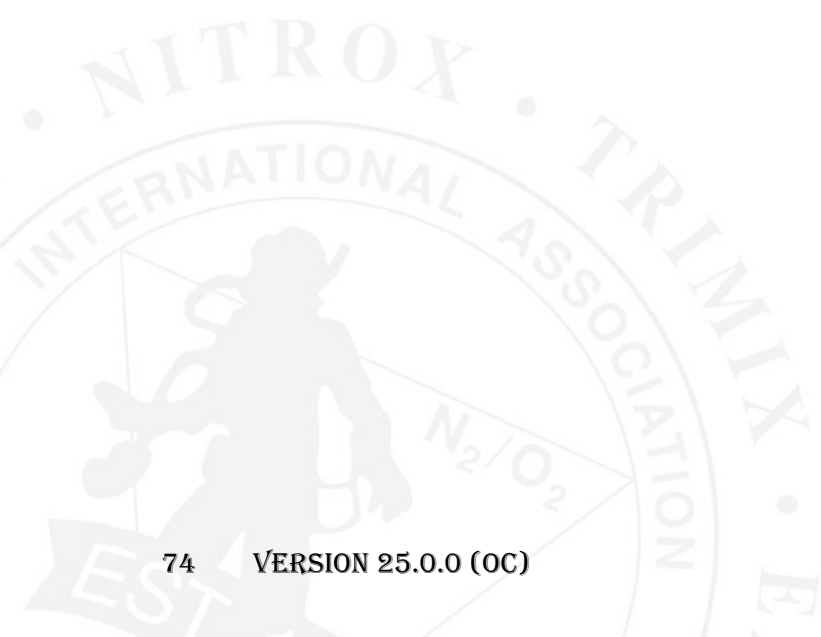 • NITROX • TRIMIX •
INTERNATIONAL ASSOCIATION
N₂/O₂
EST
74 VERSION 25.0.0 (OC)